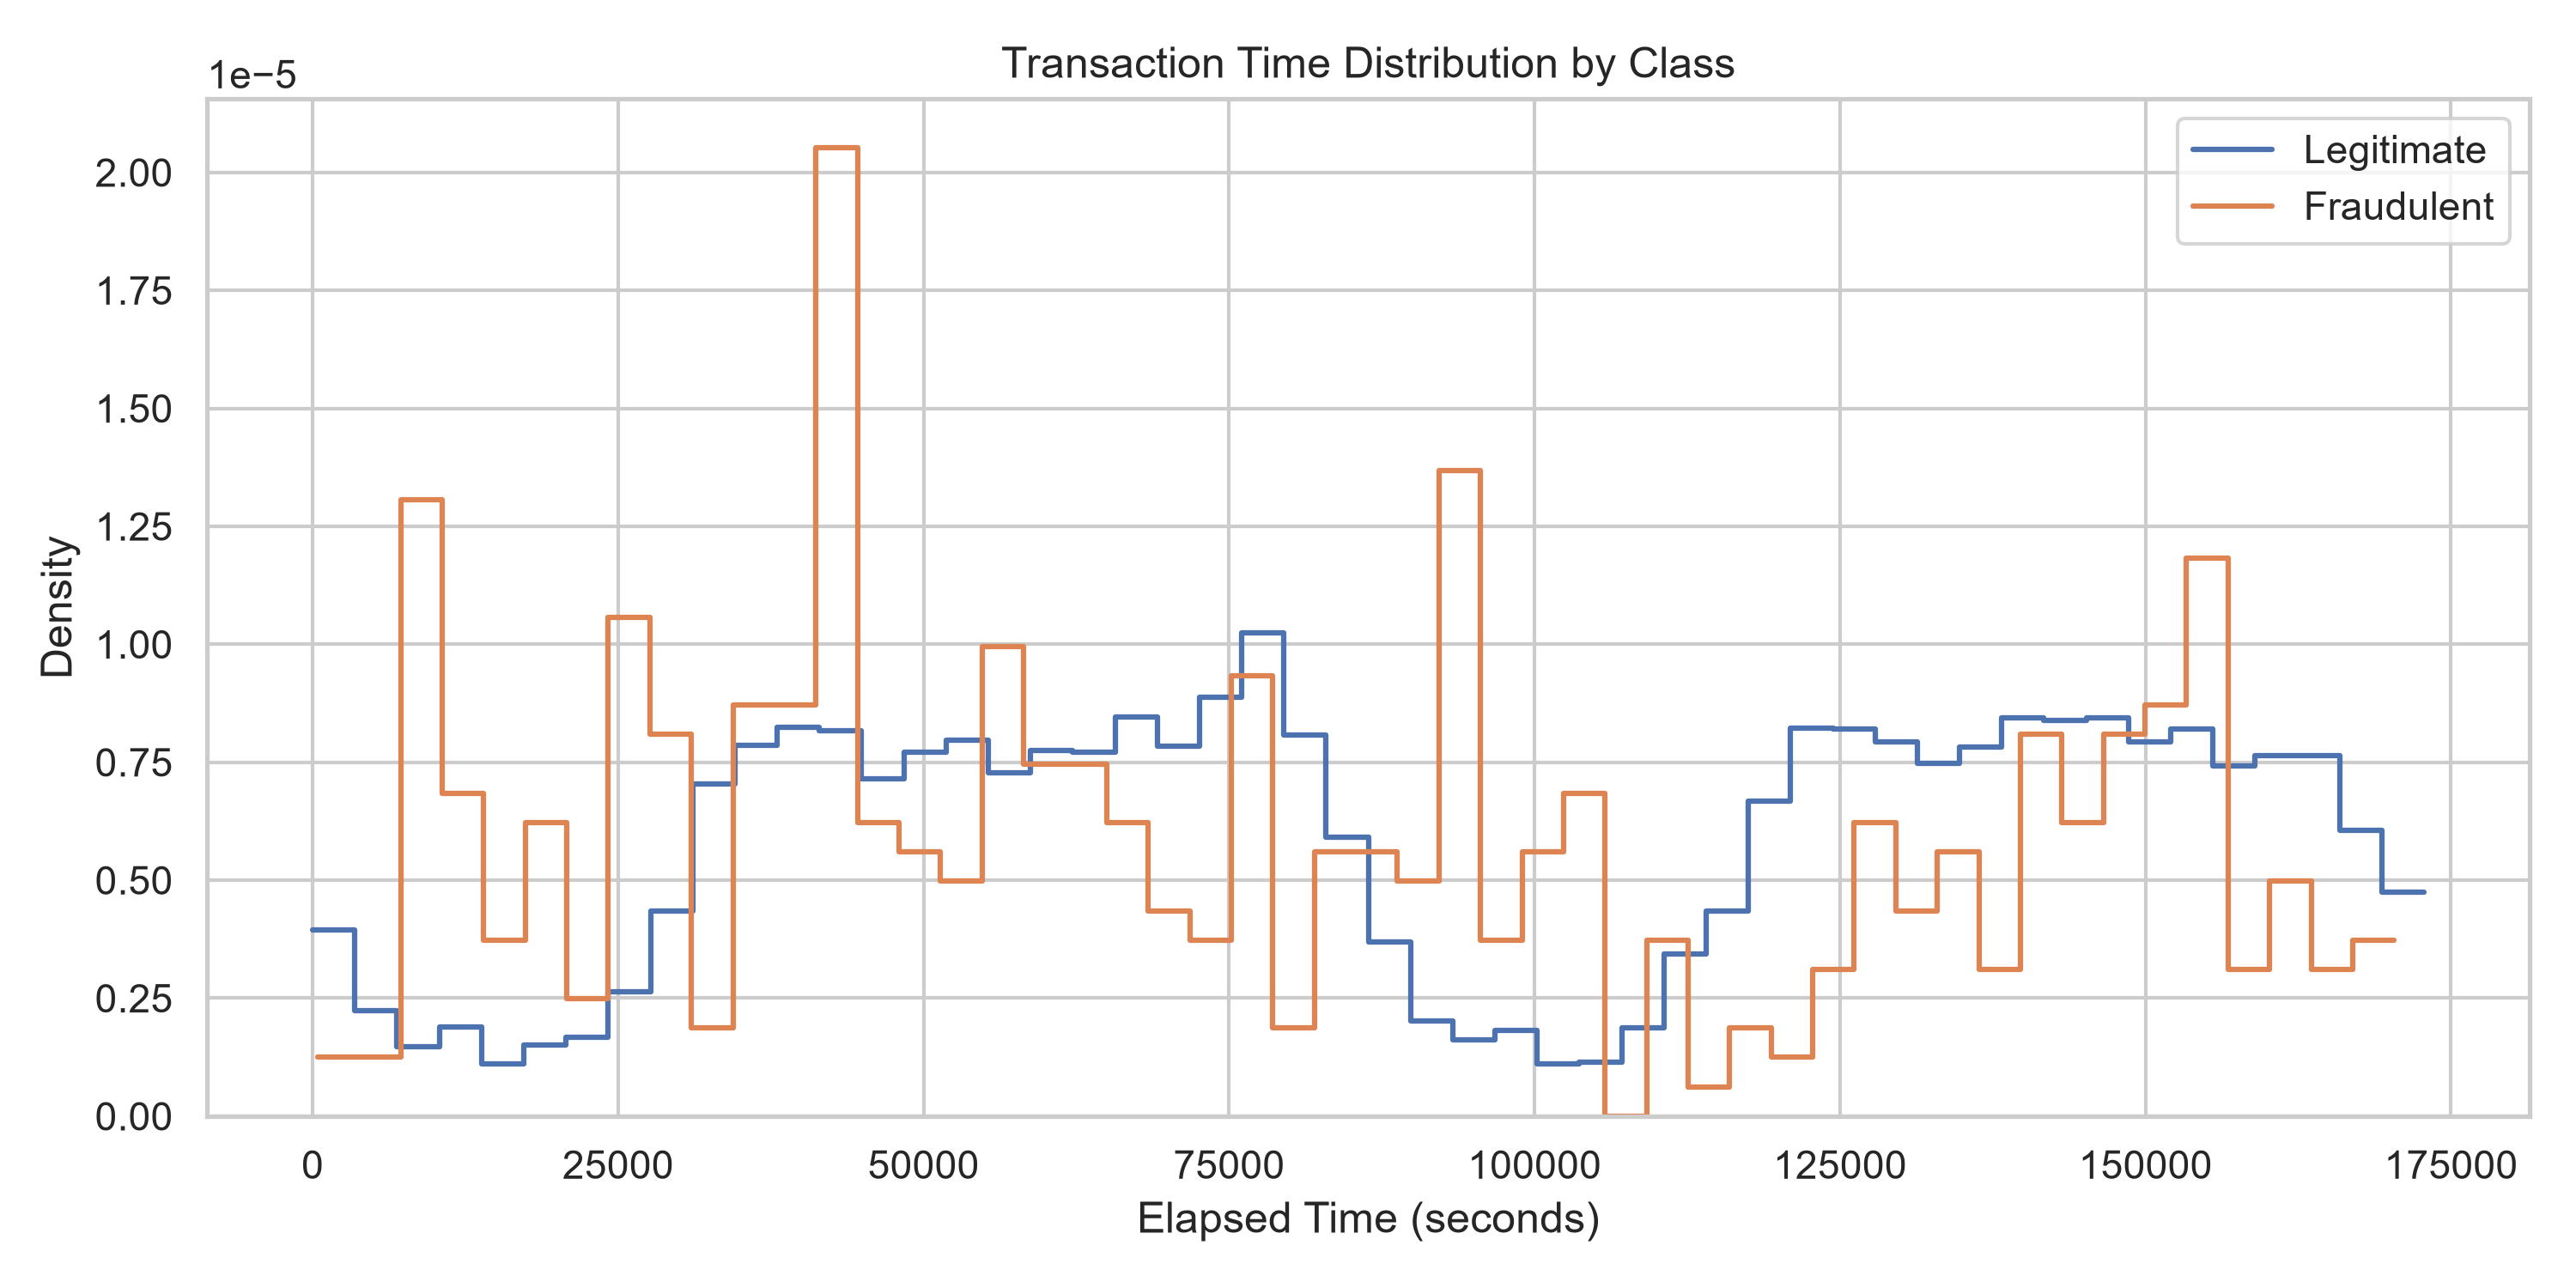 Transaction Time Distribution by Class
1e−5
Legitimate
Fraudulent
2.00
1.75
1.50
1.25
1.00
0.75
0.50
0.25
0.00
Density
0 25000 50000 75000 100000 125000 150000 175000
Elapsed Time (seconds)